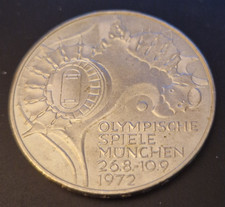 OLYMPISCHE
SPIELE
MÜNCHEN
26.8-10.9
1972